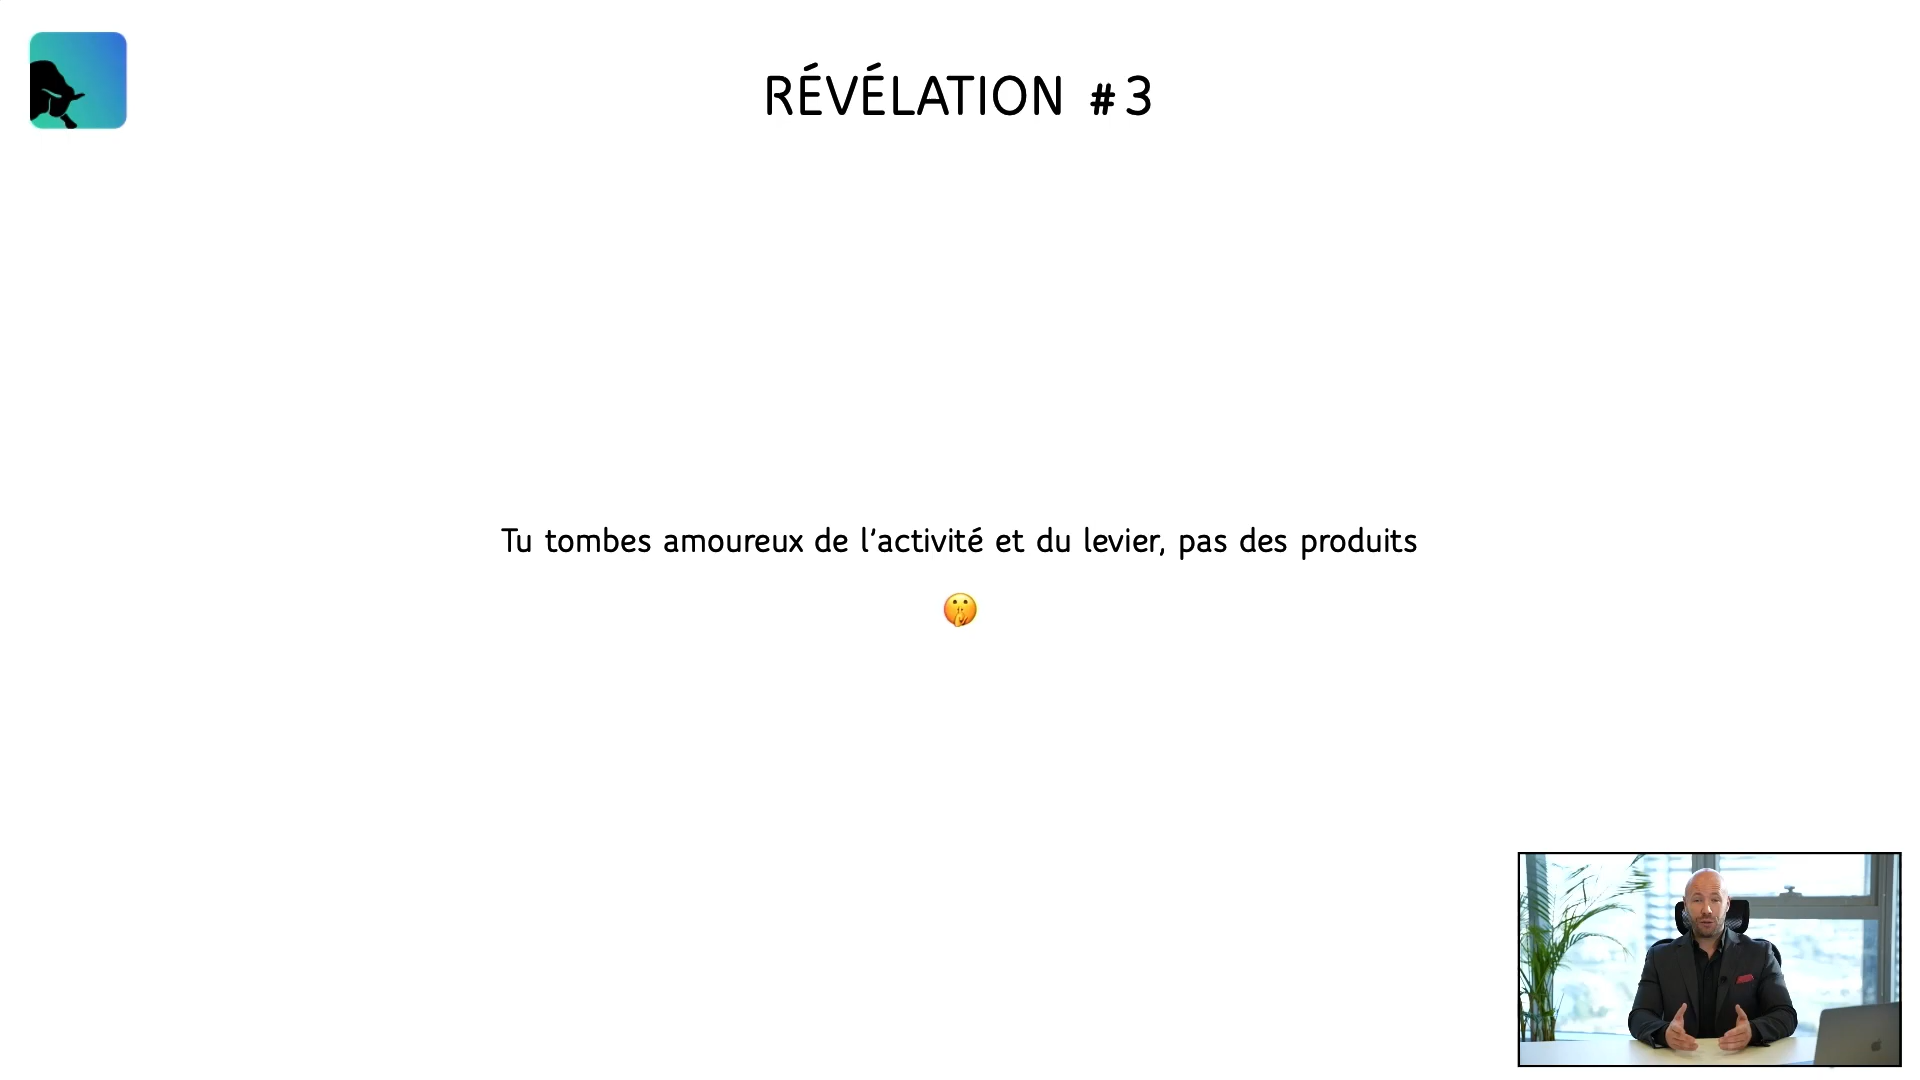 RÉVÉLATION #3
Tu tombes amoureux de l'activité et du levier, pas des produits